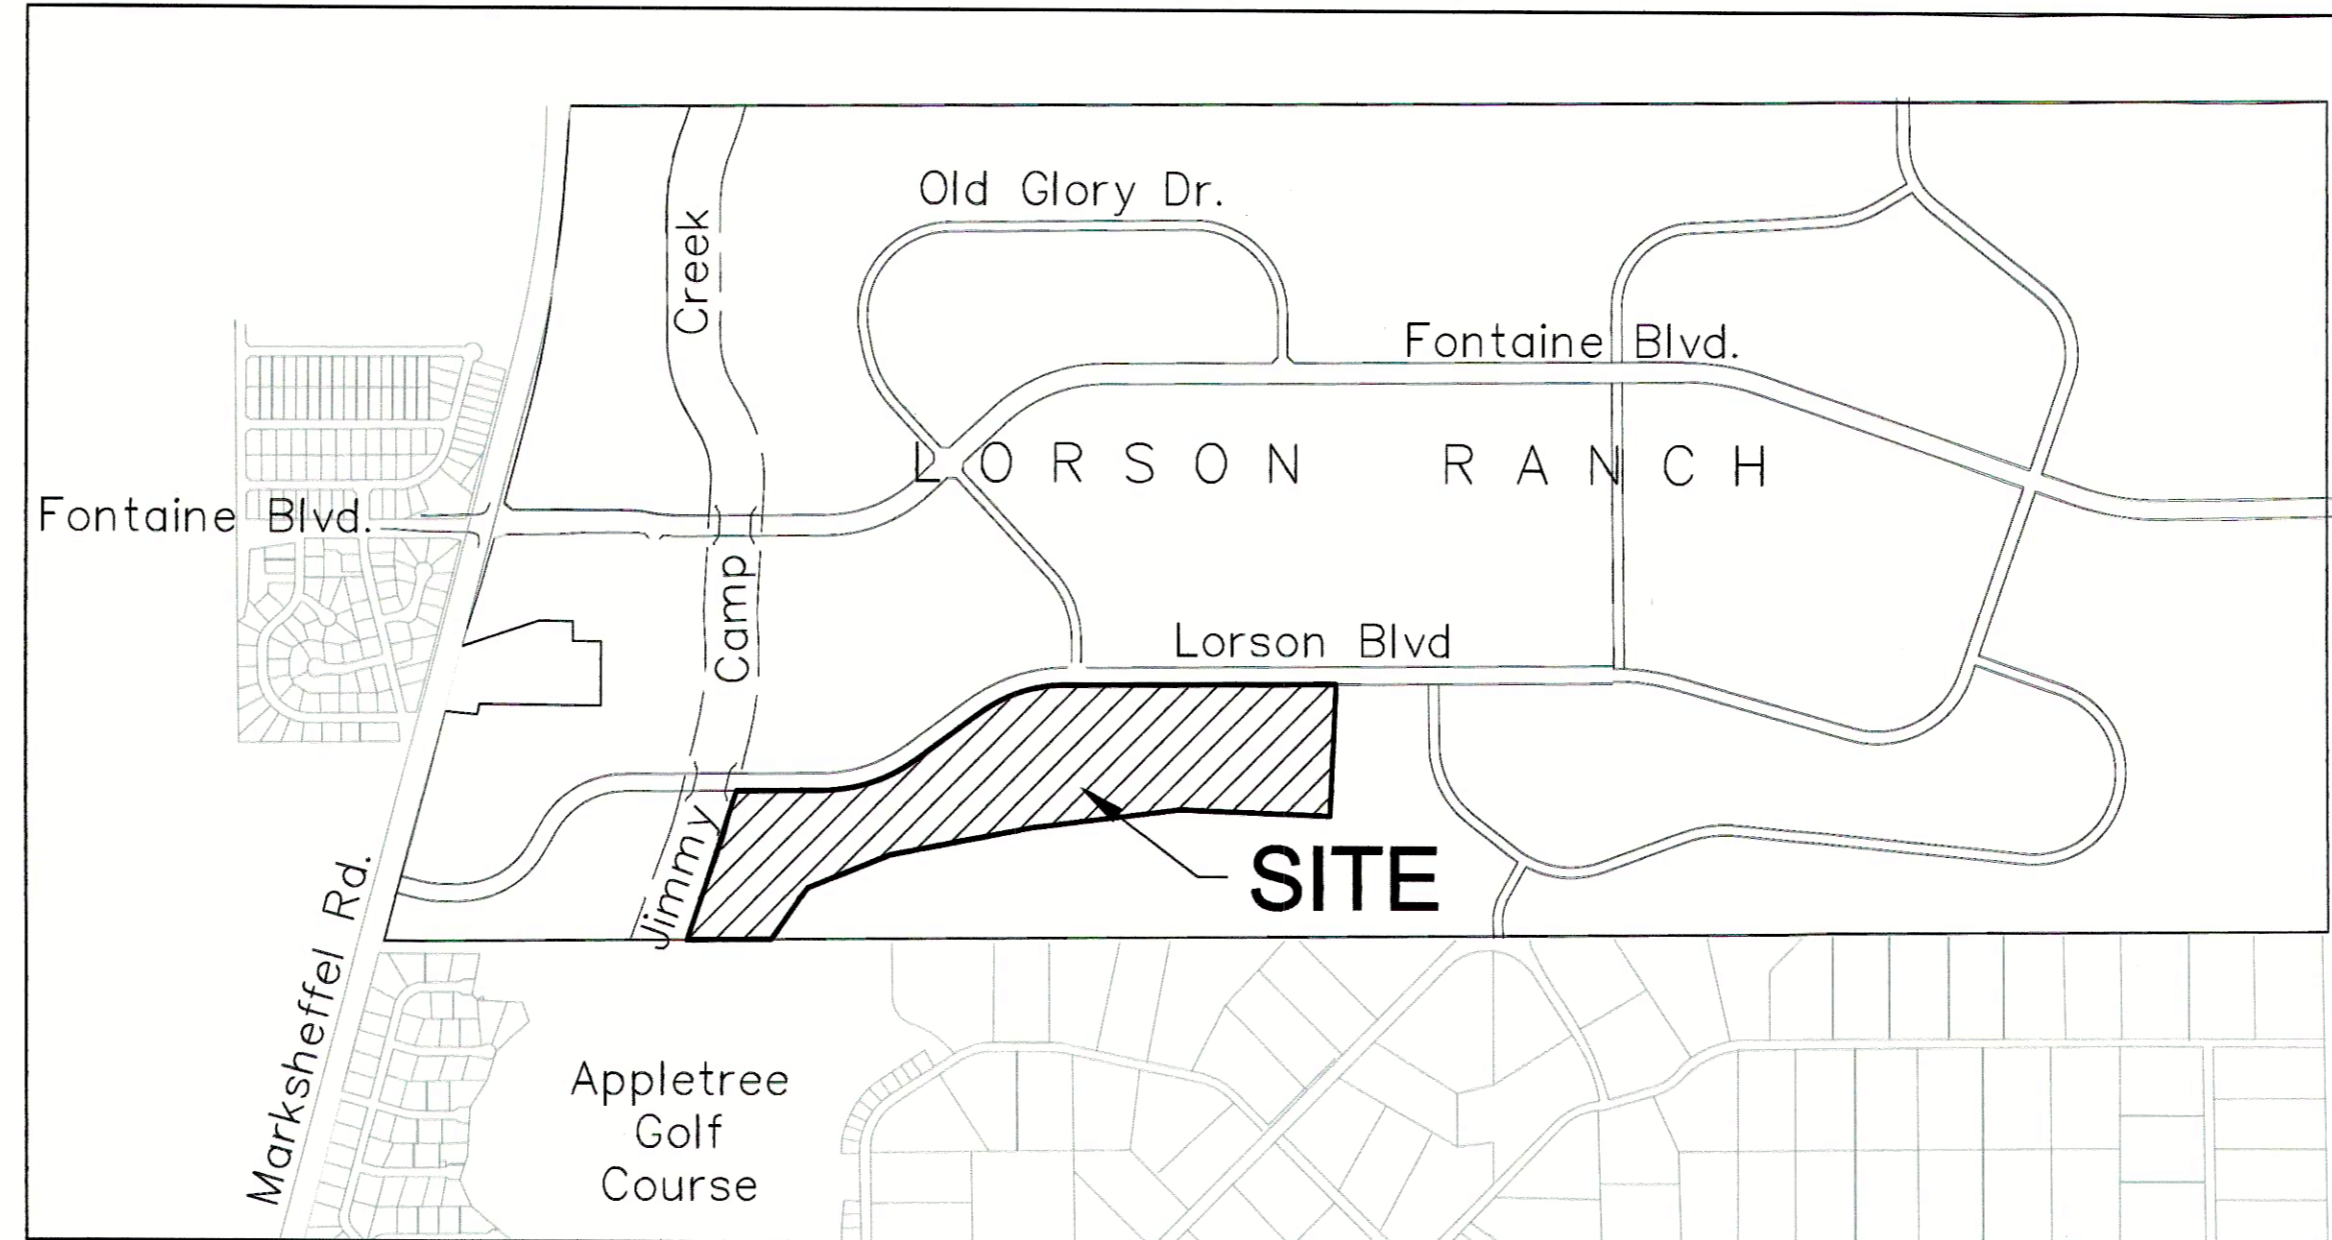 Old Glory Dr.
Creek
Fontaine Blvd.
LORSON RANCH
Fontaine Blvd.
Camp
Lorson Blvd
Jimmy
SITE
Marksheffel Rd.
Appletree
Golf
Course